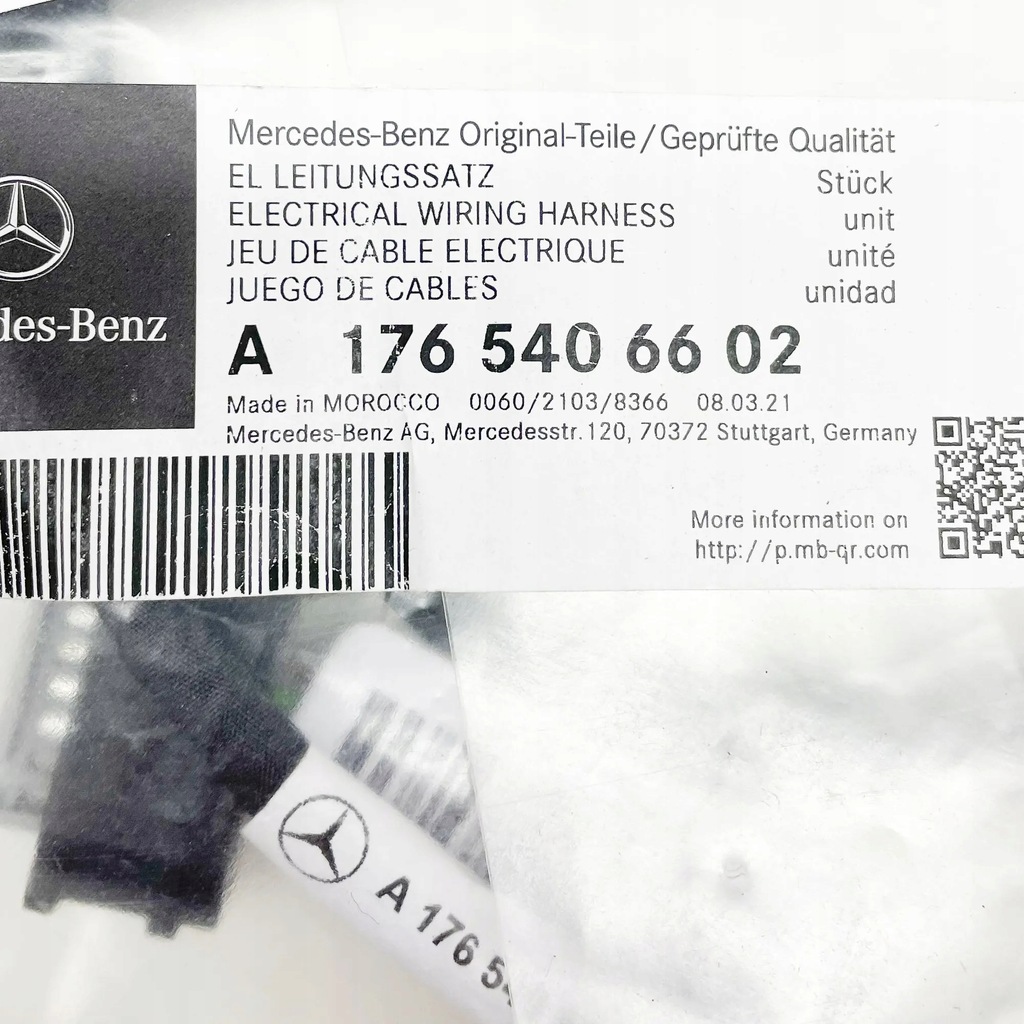 Mercedes-Benz Original-Teile/Geprüfte Qualität
EL LEITUNGSSATZ Stück
ELECTRICAL WIRING HARNESS unit
JEU DE CABLE ELECTRIQUE unité
JUEGO DE CABLES unidad
des-Benz
A 176 540 66 02
Made in MOROCCO 0060/2103/8366 08.03.21
Mercedes-Benz AG, Mercedesstr.120, 70372 Stuttgart, Germany
More information on
http://p.mb-qr.com
A 176 54